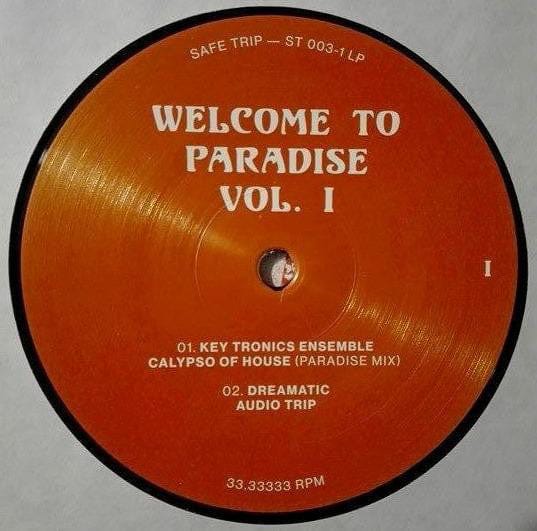 SAFE TRIP — ST 003-1 LP
WELCOME TO
PARADISE
VOL. I
I
01. KEY TRONICS ENSEMBLE
CALYPSO OF HOUSE (PARADISE MIX)
02. DREAMATIC
AUDIO TRIP
33.33333 RPM